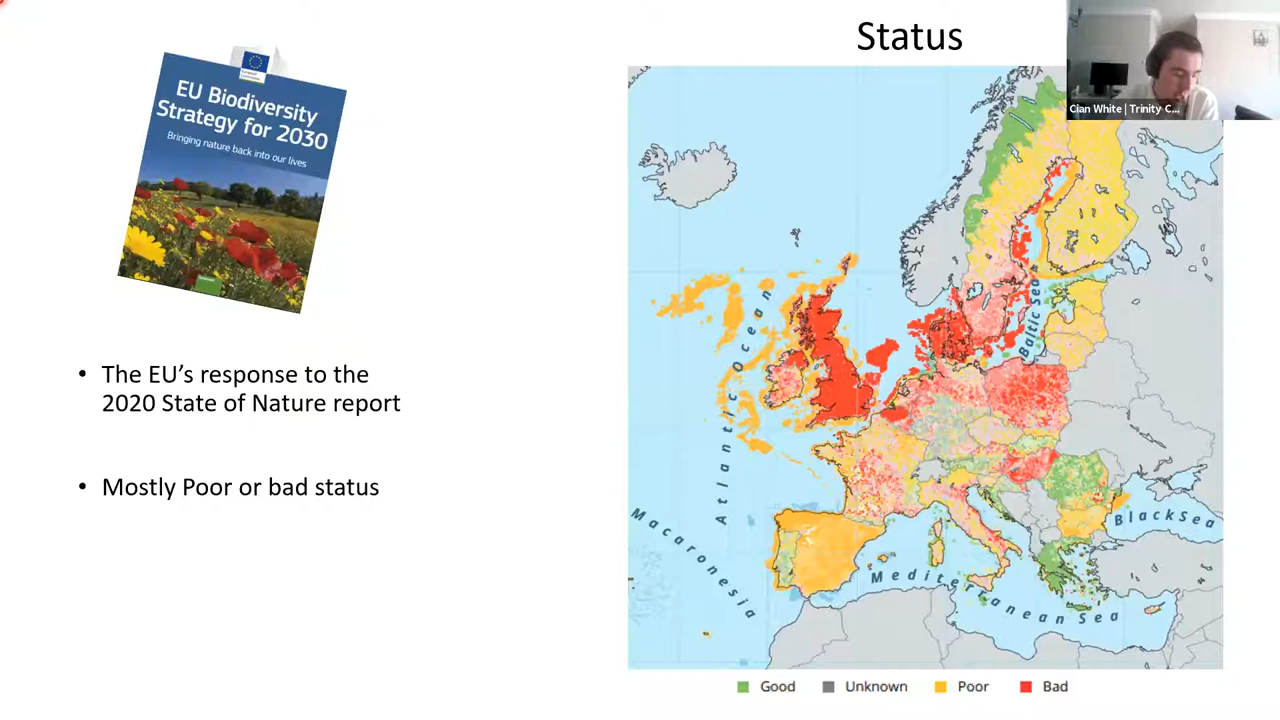 Status
Cian White | Trinity C...
EU Biodiversity
Strategy for 2030
Bringing nature back into our lives
• The EU's response to the
2020 State of Nature report
• Mostly Poor or bad status
Atlantic Ocean
Baltic Sea
Macaronesia
Mediterranean Sea
BlackSea
Good
Unknown
Poor
Bad